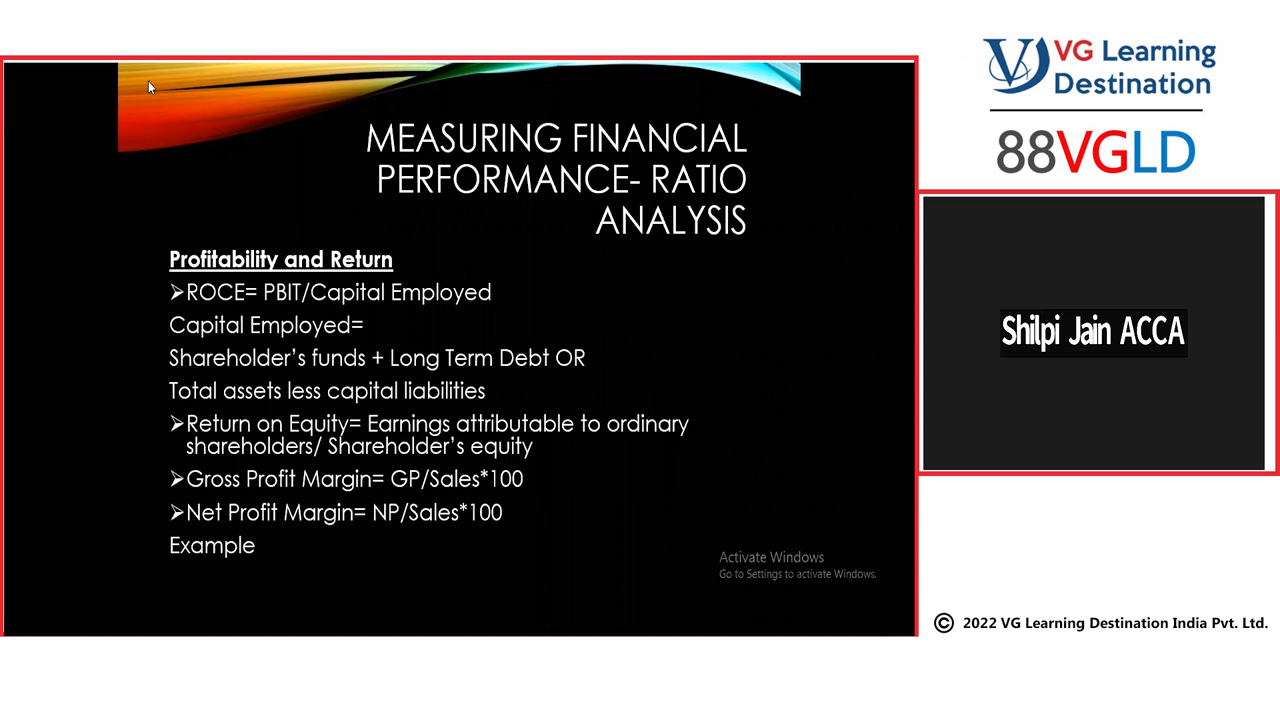 MEASURING FINANCIAL
PERFORMANCE- RATIO
ANALYSIS
Profitability and Return
➢ROCE= PBIT/Capital Employed
Capital Employed=
Shareholder’s funds + Long Term Debt OR
Total assets less capital liabilities
➢Return on Equity= Earnings attributable to ordinary
shareholders/ Shareholder’s equity
➢Gross Profit Margin= GP/Sales*100
➢Net Profit Margin= NP/Sales*100
Example
Activate Windows
Go to Settings to activate Windows.
VG Learning
Destination
88VGLD
Shilpi Jain ACCA
© 2022 VG Learning Destination India Pvt. Ltd.